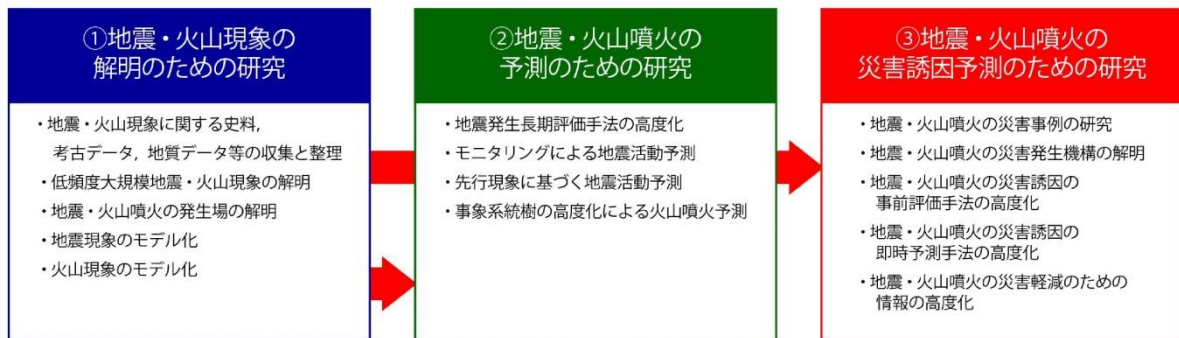 ①地震・火山現象の
解明のための研究
・地震・火山現象に関する史料,
考古データ, 地質データ等の収集と整理
・低頻度大規模地震・火山現象の解明
・地震・火山噴火の発生場の解明
・地震現象のモデル化
・火山現象のモデル化
②地震・火山噴火の
予測のための研究
・地震発生長期評価手法の高度化
・モニタリングによる地震活動予測
・先行現象に基づく地震活動予測
・事象系統樹の高度化による火山噴火予測
③地震・火山噴火の
災害誘因予測のための研究
・地震・火山噴火の災害事例の研究
・地震・火山噴火の災害発生機構の解明
・地震・火山噴火の災害誘因の
事前評価手法の高度化
・地震・火山噴火の災害誘因の
即時予測手法の高度化
・地震・火山噴火の災害軽減のための
情報の高度化